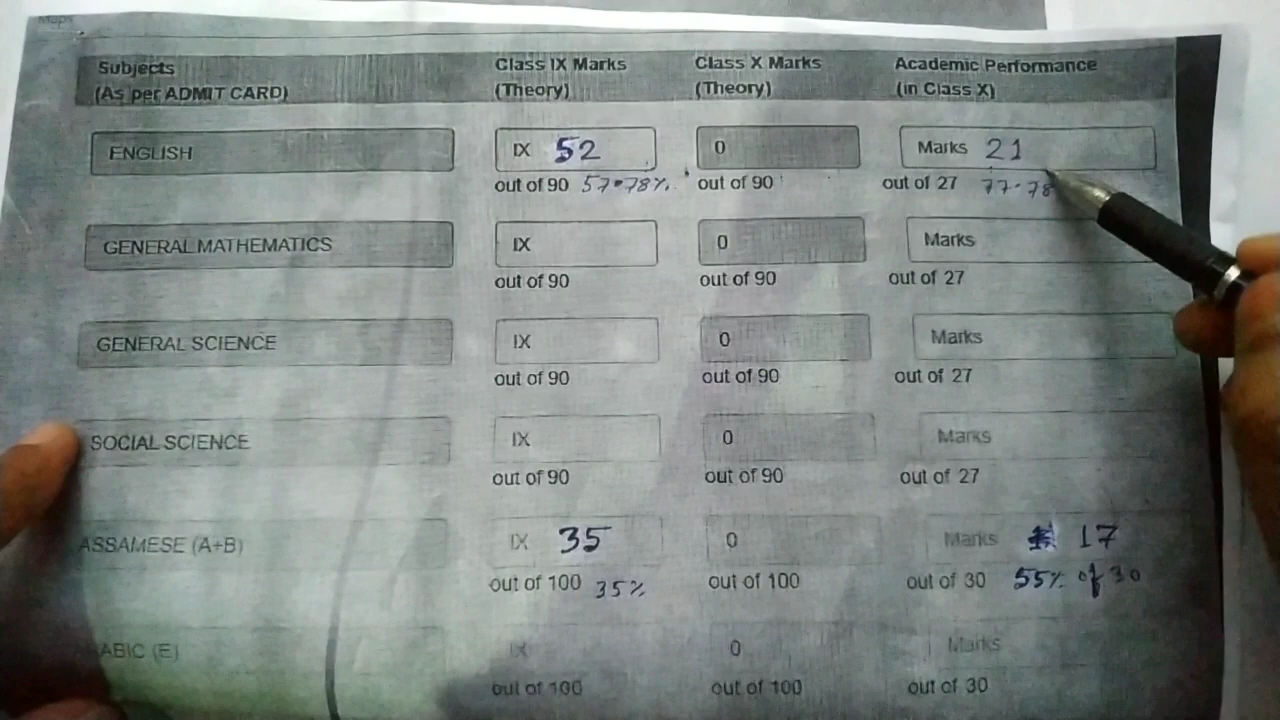 Maps
Subjects Class IX Marks Class X Marks Academic Performance
(As per ADMIT CARD) (Theory) (Theory) (in Class X)
ENGLISH IX 52 0 Marks 21
out of 90 57.78% out of 90 out of 27 77.78
GENERAL MATHEMATICS IX 0 Marks
out of 90 out of 90 out of 27
GENERAL SCIENCE IX 0 Marks
out of 90 out of 90 out of 27
SOCIAL SCIENCE IX 0 Marks
out of 90 out of 90 out of 27
ASSAMESE (A+B) IX 35 0 Marks 17
out of 100 35% out of 100 out of 30 55% of 30
ABIC (E) IX 0 Marks
out of 100 out of 100 out of 30